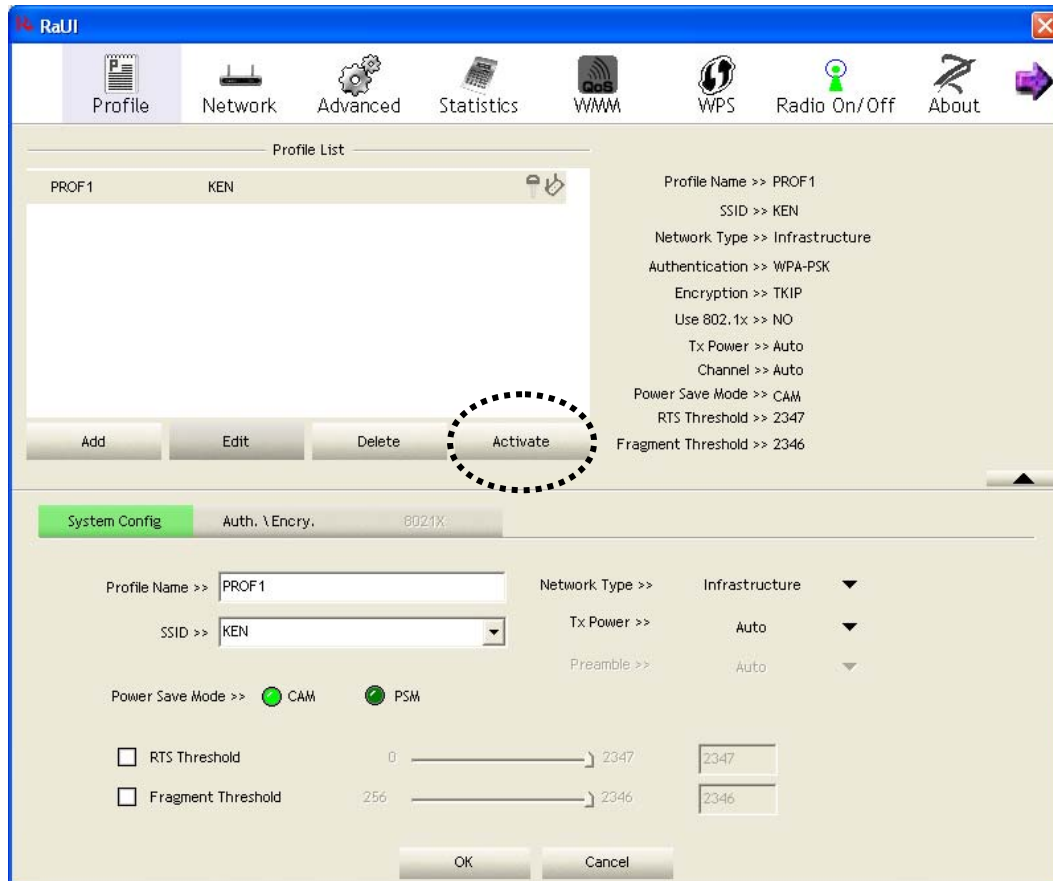 RaUI
Profile Network Advanced Statistics QoS WMM WPS Radio On/Off About
Profile List
PROF1 KEN
Add Edit Delete Activate
Profile Name >> PROF1
SSID >> KEN
Network Type >> Infrastructure
Authentication >> WPA-PSK
Encryption >> TKIP
Use 802.1x >> NO
Tx Power >> Auto
Channel >> Auto
Power Save Mode >> CAM
RTS Threshold >> 2347
Fragment Threshold >> 2346
System Config Auth. \ Encry. 8021X
Profile Name >> PROF1 Network Type >> Infrastructure
SSID >> KEN Tx Power >> Auto
Preamble >> Auto
Power Save Mode >> CAM PSM
RTS Threshold 0 2347 2347
Fragment Threshold 256 2346 2346
OK Cancel